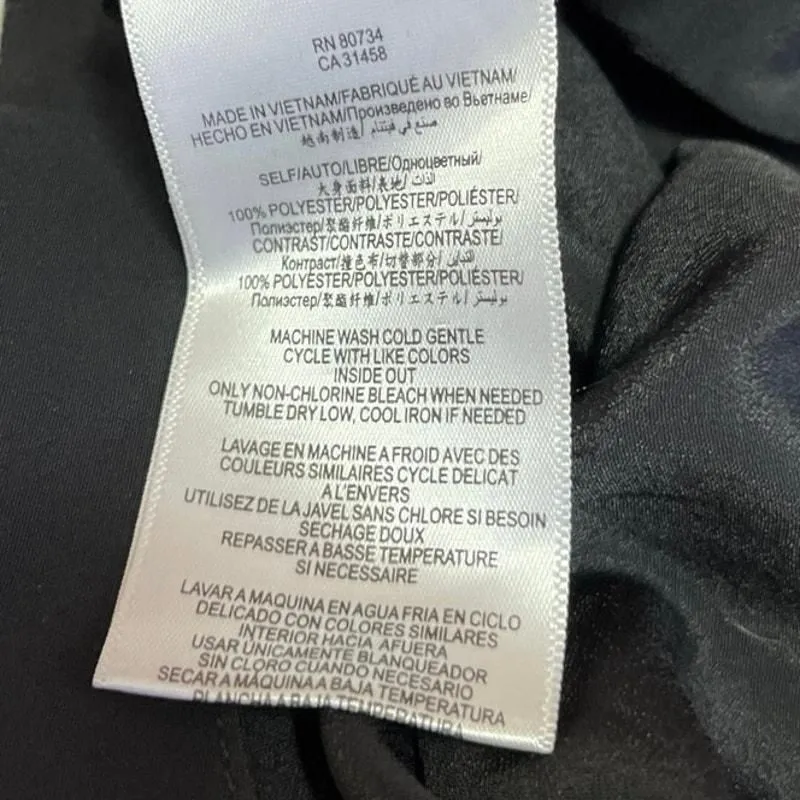 RN 80734
CA 31458
MADE IN VIETNAM/FABRIQUÉ AU VIETNAM/
HECHO EN VIETNAM/Произведено во Вьетнаме/
越南制造/ صنع في فيتنام/
SELF/AUTO/LIBRE/Одноцветный/
大身面料/表地/ الذات/
100% POLYESTER/POLYESTER/POLIÉSTER/
Полиэстер/聚酯纤维/ポリエステル/ بوليستر/
CONTRAST/CONTRASTE/CONTRASTE/
Контраст/撞色布/切替部分/ التباين/
100% POLYESTER/POLYESTER/POLIÉSTER/
Полиэстер/聚酯纤维/ポリエステル/ بوليستر/
MACHINE WASH COLD GENTLE
CYCLE WITH LIKE COLORS
INSIDE OUT
ONLY NON-CHLORINE BLEACH WHEN NEEDED
TUMBLE DRY LOW, COOL IRON IF NEEDED
LAVAGE EN MACHINE A FROID AVEC DES
COULEURS SIMILAIRES CYCLE DELICAT
A L'ENVERS
UTILISEZ DE LA JAVEL SANS CHLORE SI BESOIN
SECHAGE DOUX
REPASSER A BASSE TEMPERATURE
SI NECESSAIRE
LAVAR A MAQUINA EN AGUA FRIA EN CICLO
DELICADO CON COLORES SIMILARES
INTERIOR HACIA AFUERA
USAR ÚNICAMENTE BLANQUEADOR
SIN CLORO CUANDO NECESARIO
SECAR A MÁQUINA A BAJA TEMPERATURA
PLANCHA A BAJA TEMPERATURA